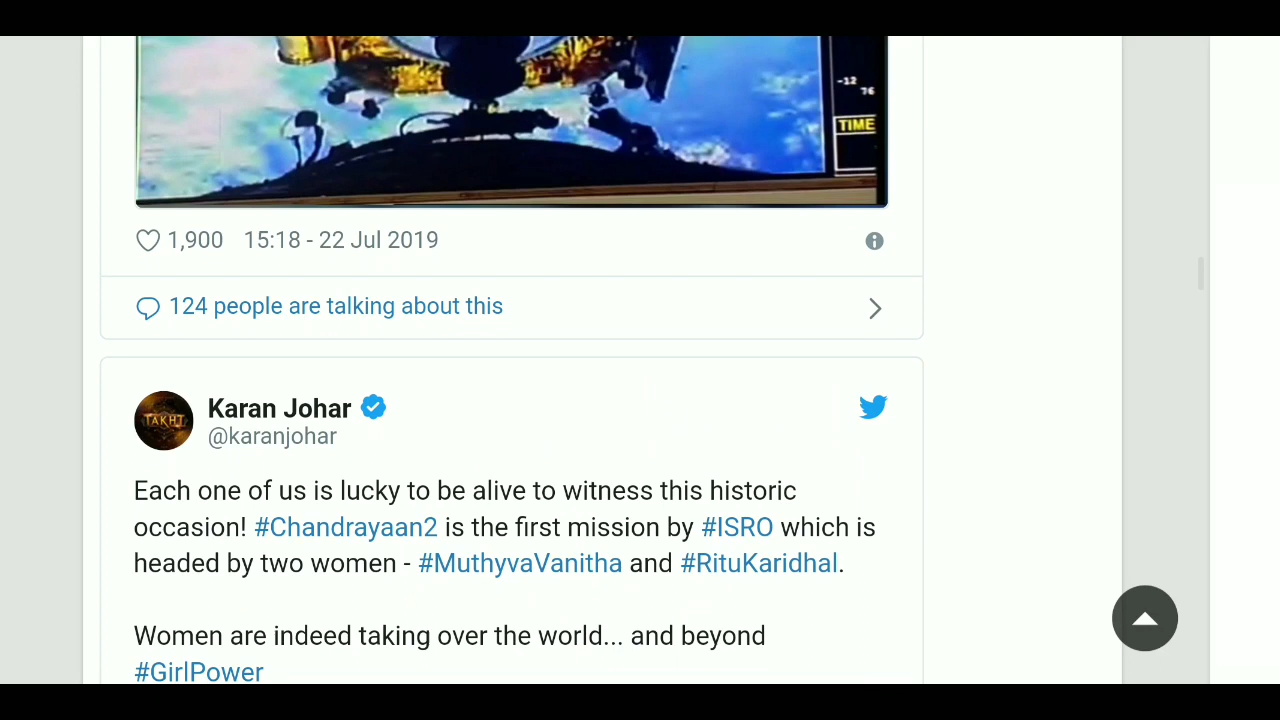 -12
76
TIME
1,900 15:18 - 22 Jul 2019
124 people are talking about this
TAKHT
Karan Johar
@karanjohar
Each one of us is lucky to be alive to witness this historic
occasion! #Chandrayaan2 is the first mission by #ISRO which is
headed by two women - #MuthyvaVanitha and #RituKaridhal.
Women are indeed taking over the world... and beyond
#GirlPower